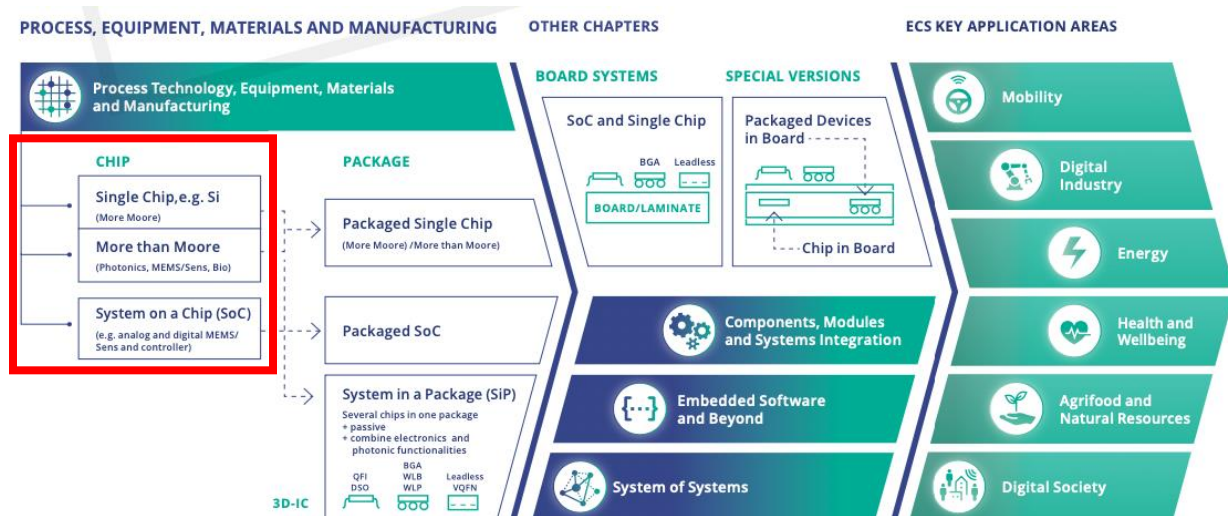 PROCESS, EQUIPMENT, MATERIALS AND MANUFACTURING
OTHER CHAPTERS
ECS KEY APPLICATION AREAS
Process Technology, Equipment, Materials
and Manufacturing
CHIP
Single Chip,e.g. Si
(More Moore)
More than Moore
(Photonics, MEMS/Sens, Bio)
System on a Chip (SoC)
(e.g. analog and digital MEMS/
Sens and controller)
PACKAGE
Packaged Single Chip
(More Moore) /More than Moore)
Packaged SoC
System in a Package (SiP)
Several chips in one package
+ passive
+ combine electronics and
photonic functionalities
QFI
DSO
BGA
WLB
WLP
Leadless
VQFN
3D-IC
BOARD SYSTEMS
SoC and Single Chip
BGA
Leadless
BOARD/LAMINATE
SPECIAL VERSIONS
Packaged Devices
in Board
Chip in Board
Components, Modules
and Systems Integration
Embedded Software
and Beyond
System of Systems
Mobility
Digital
Industry
Energy
Health and
Wellbeing
Agrifood and
Natural Resources
Digital Society